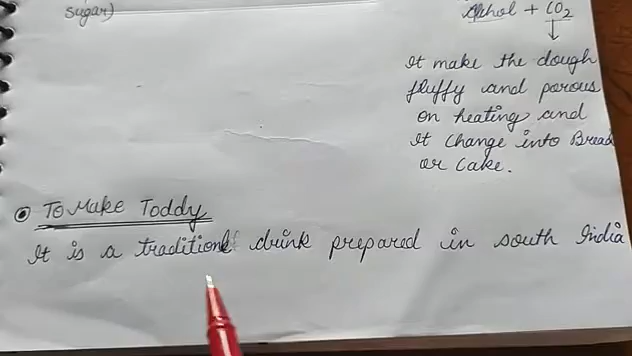 sugar)
Alchol + CO2
It make the dough
fluffy and porous
on heating and
it change into Bread
or cake.
To Make Toddy
It is a traditional drink prepared in south India